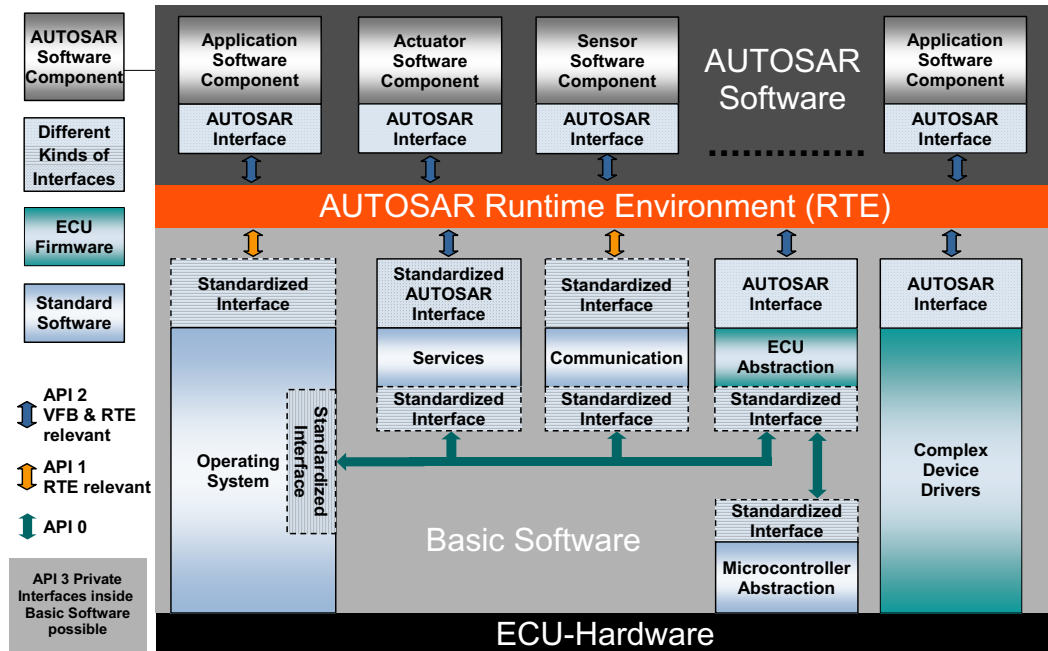 AUTOSAR
Software
Component
Different
Kinds of
Interfaces
ECU
Firmware
Standard
Software
API 2
VFB & RTE
relevant
API 1
RTE relevant
API 0
API 3 Private
Interfaces inside
Basic Software
possible
Application
Software
Component
AUTOSAR
Interface
Actuator
Software
Component
AUTOSAR
Interface
Sensor
Software
Component
AUTOSAR
Interface
AUTOSAR
Software
..............
Application
Software
Component
AUTOSAR
Interface
AUTOSAR Runtime Environment (RTE)
Standardized
Interface
Operating
System
Standardized
Interface
Standardized
AUTOSAR
Interface
Services
Standardized
Interface
Standardized
Interface
Communication
Standardized
Interface
AUTOSAR
Interface
ECU
Abstraction
Standardized
Interface
Standardized
Interface
Microcontroller
Abstraction
AUTOSAR
Interface
Complex
Device
Drivers
Basic Software
ECU-Hardware